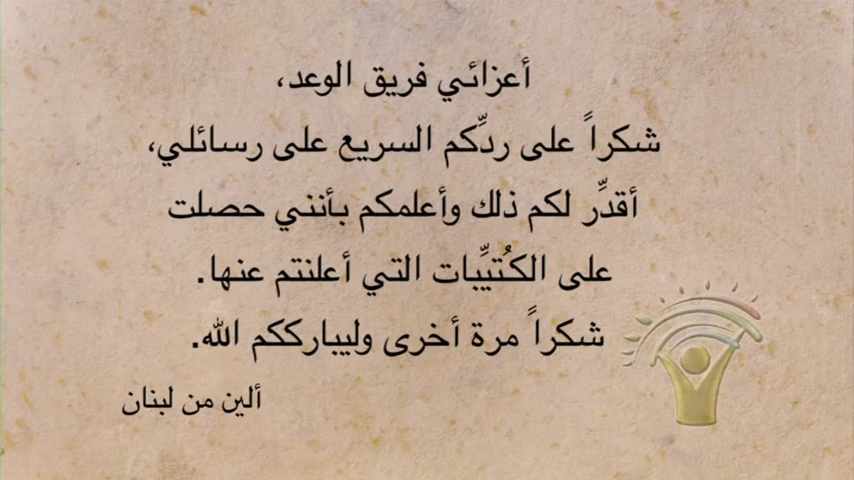 أعزائي فريق الوعد،
شكراً على ردِّكم السريع على رسائلي،
أقدِّر لكم ذلك وأعلمكم بأنني حصلت
على الكُتيِّبات التي أعلنتم عنها.
شكراً مرة أخرى وليبارككم الله.
ألين من لبنان